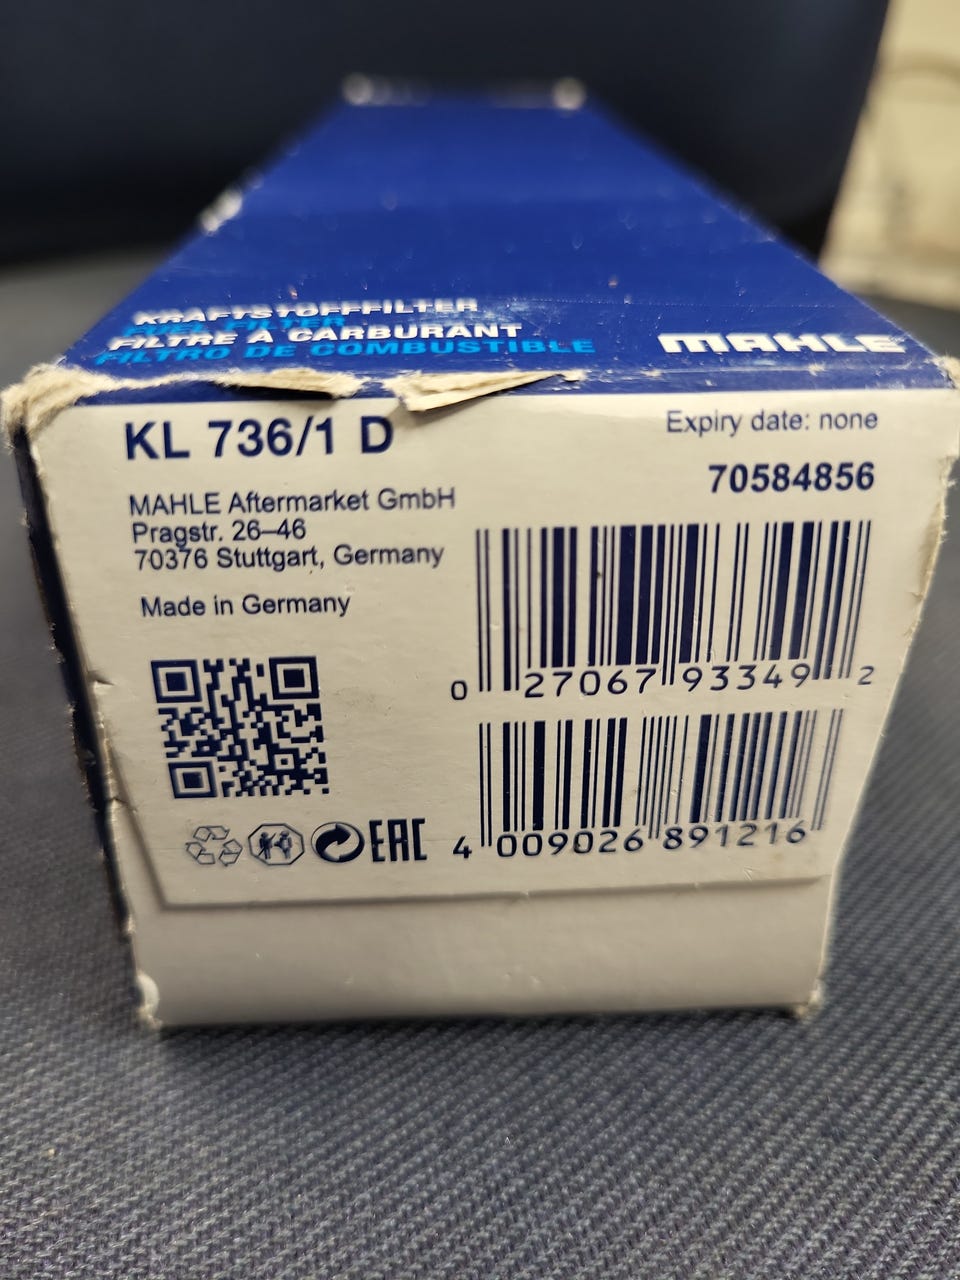 KRAFTSTOFFFILTER
FUEL FILTER
FILTRE À CARBURANT
FILTRO DE COMBUSTIBLE
MAHLE
KL 736/1 D
Expiry date: none
70584856
MAHLE Aftermarket GmbH
Pragstr. 26–46
70376 Stuttgart, Germany
Made in Germany
0 27067 93349 2
4 009026 891216
EAC